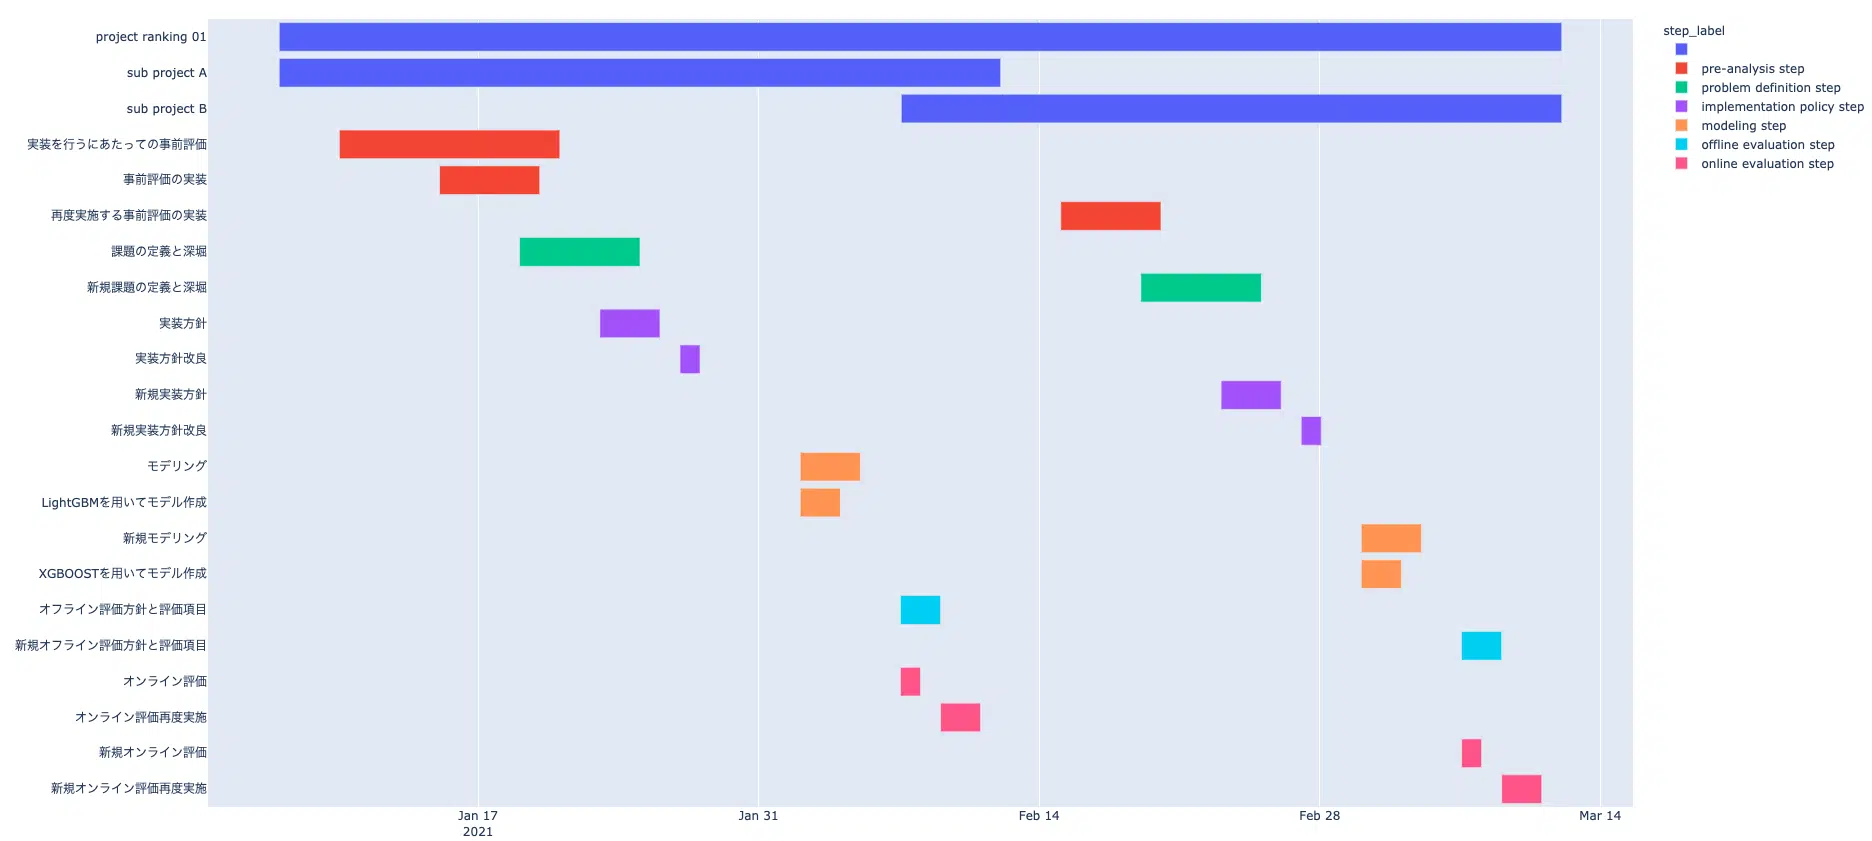 project ranking 01
sub project A
sub project B
実装を行うにあたっての事前評価
事前評価の実装
再度実施する事前評価の実装
課題の定義と深堀
新規課題の定義と深堀
実装方針
実装方針改良
新規実装方針
新規実装方針改良
モデリング
LightGBMを用いてモデル作成
新規モデリング
XGBOOSTを用いてモデル作成
オフライン評価方針と評価項目
新規オフライン評価方針と評価項目
オンライン評価
オンライン評価再度実施
新規オンライン評価
新規オンライン評価再度実施
Jan 17
2021
Jan 31
Feb 14
Feb 28
Mar 14
step_label
pre-analysis step
problem definition step
implementation policy step
modeling step
offline evaluation step
online evaluation step